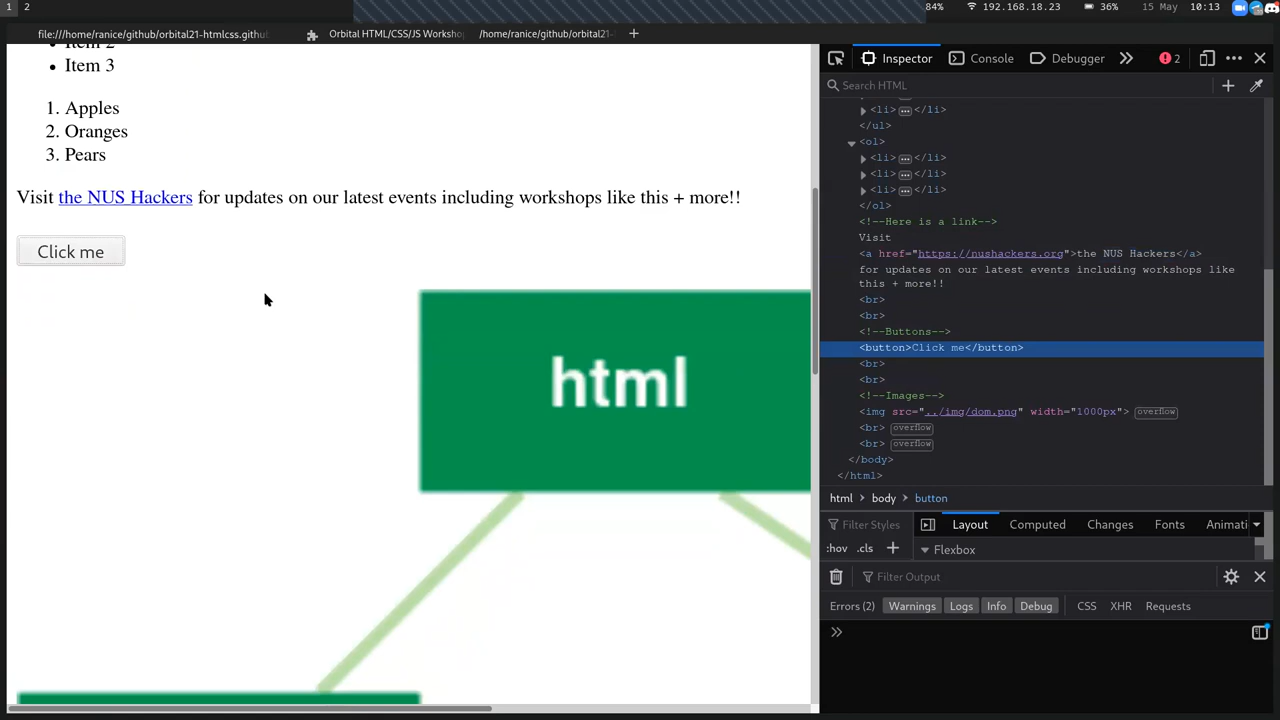 1 2 84% 192.168.18.23 36% 15 May 10:13
file:///home/ranice/github/orbital21-htmlcss.github Orbital HTML/CSS/JS Worksho /home/ranice/github/orbital21-
Item 2
Item 3
1. Apples
2. Oranges
3. Pears
Visit the NUS Hackers for updates on our latest events including workshops like this + more!!
Click me
html
Inspector Console Debugger 2
Search HTML
<li> </li>
</ul>
<ol>
<li> </li>
<li> </li>
<li> </li>
</ol>
<!--Here is a link-->
Visit
<a href="https://nushackers.org">the NUS Hackers</a>
for updates on our latest events including workshops like
this + more!!
<br>
<br>
<!--Buttons-->
<button>Click me</button>
<br>
<br>
<!--Images-->
<img src="../img/dom.png" width="1000px"> overflow
<br> overflow
<br> overflow
</body>
</html>
html body button
Filter Styles Layout Computed Changes Fonts Animati
:hov .cls + Flexbox
Filter Output
Errors (2) Warnings Logs Info Debug CSS XHR Requests